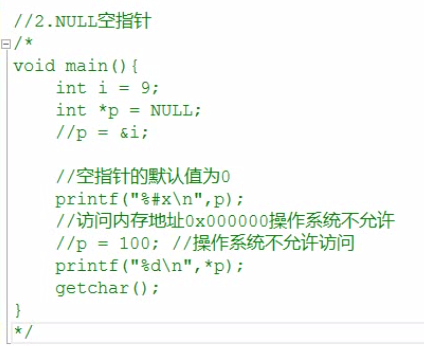 //2.NULL空指针
/*
void main(){
    int i = 9;
    int *p = NULL;
    //p = &i;

    //空指针的默认值为0
    printf("%#x\n",p);
    //访问内存地址0x000000操作系统不允许
    //p = 100; //操作系统不允许访问
    printf("%d\n",*p);
    getchar();
}
*/